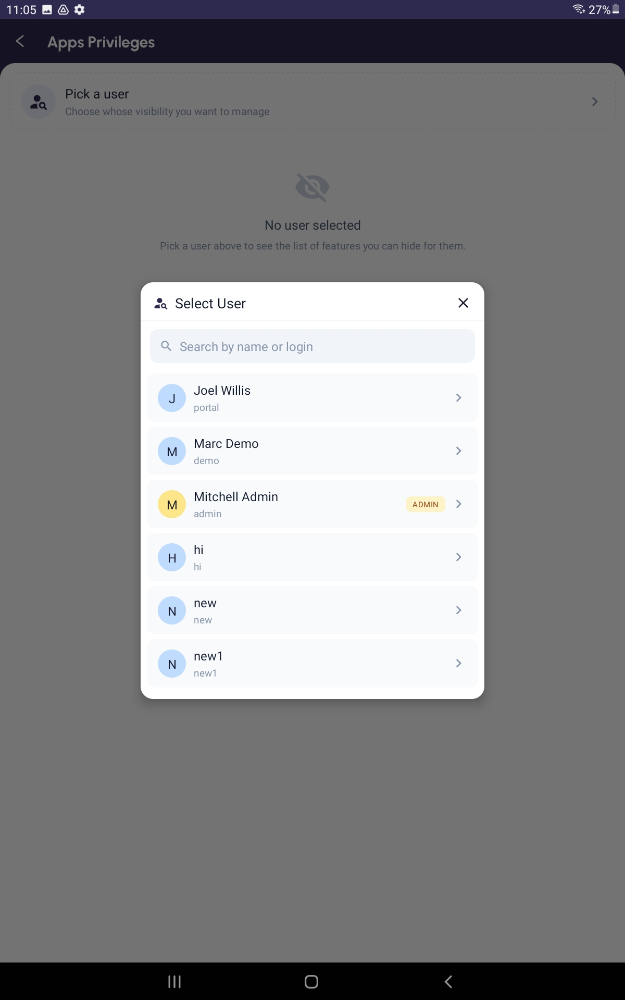 11:05
27%
Apps Privileges
Pick a user
Choose whose visibility you want to manage
No user selected
Pick a user above to see the list of features you can hide for them.
Select User
Search by name or login
J
Joel Willis
portal
M
Marc Demo
demo
M
Mitchell Admin
admin
ADMIN
H
hi
hi
N
new
new
N
new1
new1